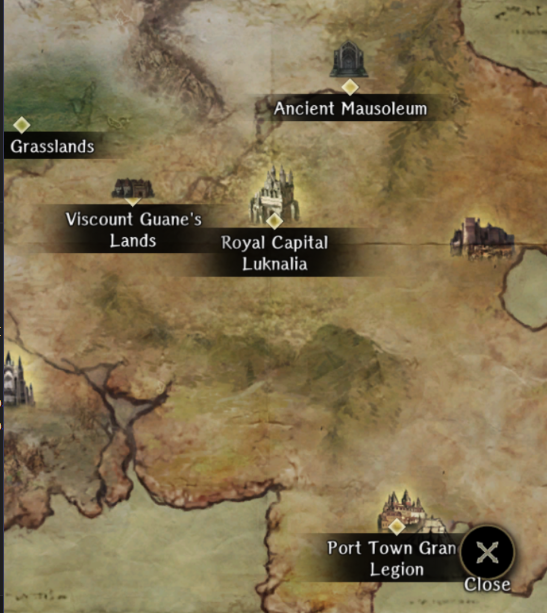 Ancient Mausoleum
Grasslands
Viscount Guane's
Lands
Royal Capital
Luknalia
Port Town Gran
Legion
Close